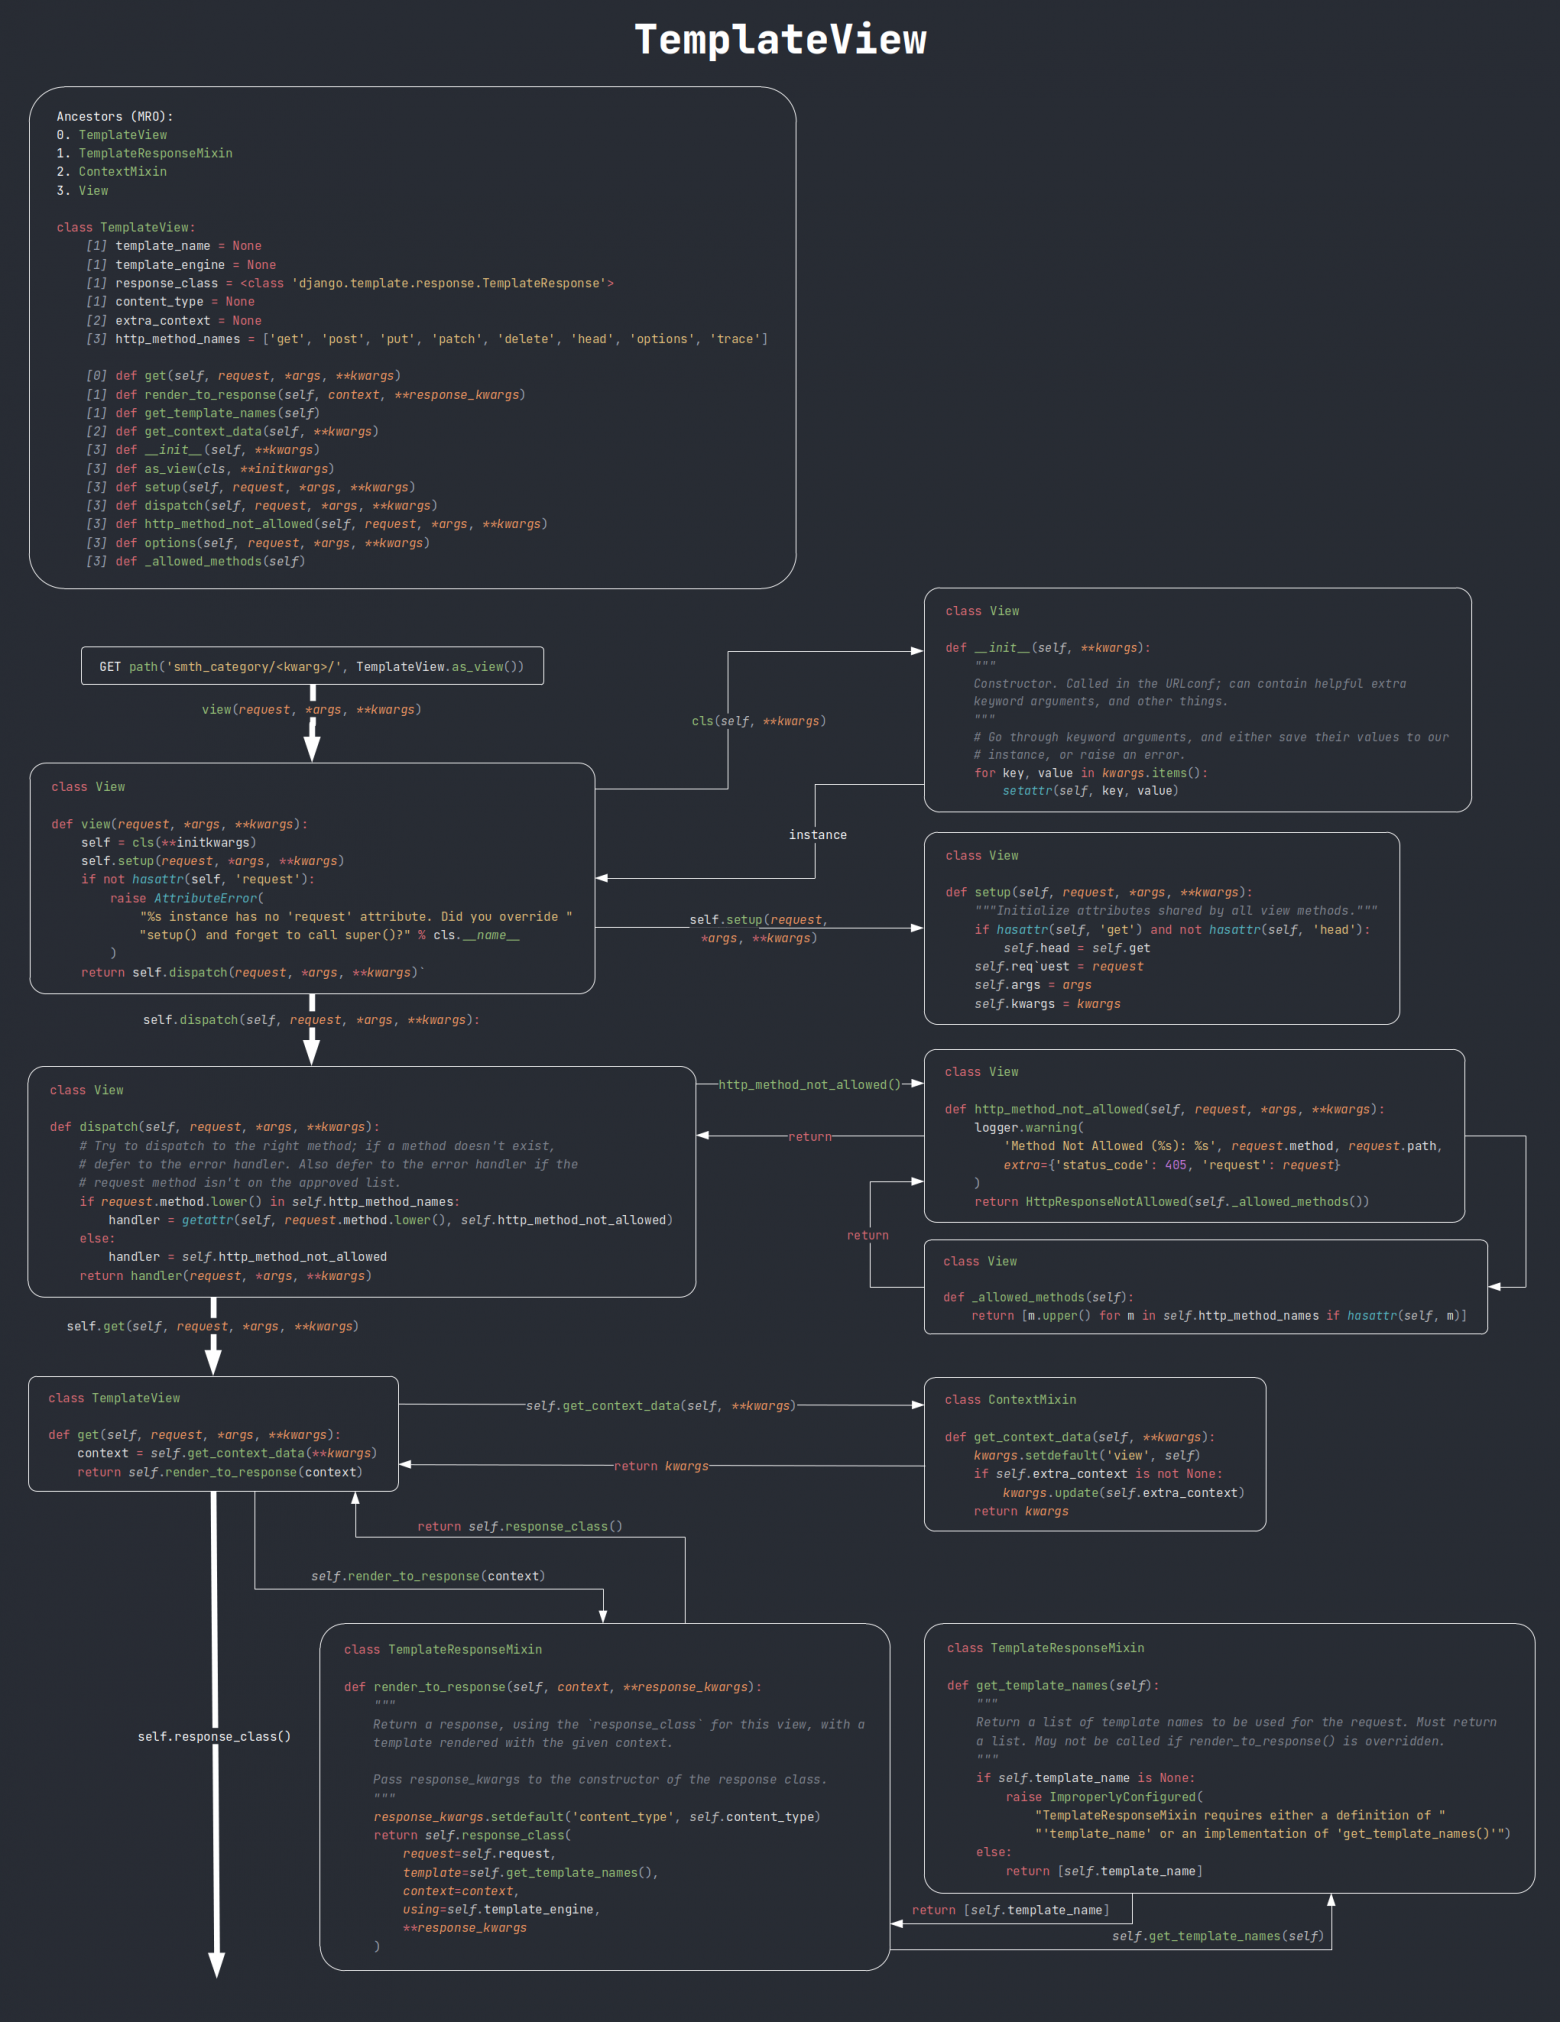 TemplateView
Ancestors (MRO):
0. TemplateView
1. TemplateResponseMixin
2. ContextMixin
3. View
class TemplateView:
[1] template_name = None
[1] template_engine = None
[1] response_class = <class 'django.template.response.TemplateResponse'>
[1] content_type = None
[2] extra_context = None
[3] http_method_names = ['get', 'post', 'put', 'patch', 'delete', 'head', 'options', 'trace']
[0] def get(self, request, *args, **kwargs)
[1] def render_to_response(self, context, **response_kwargs)
[1] def get_template_names(self)
[2] def get_context_data(self, **kwargs)
[3] def __init__(self, **kwargs)
[3] def as_view(cls, **initkwargs)
[3] def setup(self, request, *args, **kwargs)
[3] def dispatch(self, request, *args, **kwargs)
[3] def http_method_not_allowed(self, request, *args, **kwargs)
[3] def options(self, request, *args, **kwargs)
[3] def _allowed_methods(self)
GET path('smth_category/<kwarg>/', TemplateView.as_view())
view(request, *args, **kwargs)
class View
def view(request, *args, **kwargs):
self = cls(**initkwargs)
self.setup(request, *args, **kwargs)
if not hasattr(self, 'request'):
raise AttributeError(
"%s instance has no 'request' attribute. Did you override "
"setup() and forget to call super()?" % cls.__name__
)
return self.dispatch(request, *args, **kwargs)`
cls(self, **kwargs)
class View
def __init__(self, **kwargs):
"""
Constructor. Called in the URLconf; can contain helpful extra
keyword arguments, and other things.
"""
# Go through keyword arguments, and either save their values to our
# instance, or raise an error.
for key, value in kwargs.items():
setattr(self, key, value)
instance
self.setup(request,
*args, **kwargs)
class View
def setup(self, request, *args, **kwargs):
"""Initialize attributes shared by all view methods."""
if hasattr(self, 'get') and not hasattr(self, 'head'):
self.head = self.get
self.req`uest = request
self.args = args
self.kwargs = kwargs
self.dispatch(self, request, *args, **kwargs):
class View
def dispatch(self, request, *args, **kwargs):
# Try to dispatch to the right method; if a method doesn't exist,
# defer to the error handler. Also defer to the error handler if the
# request method isn't on the approved list.
if request.method.lower() in self.http_method_names:
handler = getattr(self, request.method.lower(), self.http_method_not_allowed)
else:
handler = self.http_method_not_allowed
return handler(request, *args, **kwargs)
http_method_not_allowed()
return
class View
def http_method_not_allowed(self, request, *args, **kwargs):
logger.warning(
'Method Not Allowed (%s): %s', request.method, request.path,
extra={'status_code': 405, 'request': request}
)
return HttpResponseNotAllowed(self._allowed_methods())
return
class View
def _allowed_methods(self):
return [m.upper() for m in self.http_method_names if hasattr(self, m)]
self.get(self, request, *args, **kwargs)
class TemplateView
def get(self, request, *args, **kwargs):
context = self.get_context_data(**kwargs)
return self.render_to_response(context)
self.get_context_data(self, **kwargs)
return kwargs
class ContextMixin
def get_context_data(self, **kwargs):
kwargs.setdefault('view', self)
if self.extra_context is not None:
kwargs.update(self.extra_context)
return kwargs
return self.response_class()
self.render_to_response(context)
self.response_class()
class TemplateResponseMixin
def render_to_response(self, context, **response_kwargs):
"""
Return a response, using the `response_class` for this view, with a
template rendered with the given context.
Pass response_kwargs to the constructor of the response class.
"""
response_kwargs.setdefault('content_type', self.content_type)
return self.response_class(
request=self.request,
template=self.get_template_names(),
context=context,
using=self.template_engine,
**response_kwargs
)
class TemplateResponseMixin
def get_template_names(self):
"""
Return a list of template names to be used for the request. Must return
a list. May not be called if render_to_response() is overridden.
"""
if self.template_name is None:
raise ImproperlyConfigured(
"TemplateResponseMixin requires either a definition of "
"'template_name' or an implementation of 'get_template_names()'")
else:
return [self.template_name]
return [self.template_name]
self.get_template_names(self)